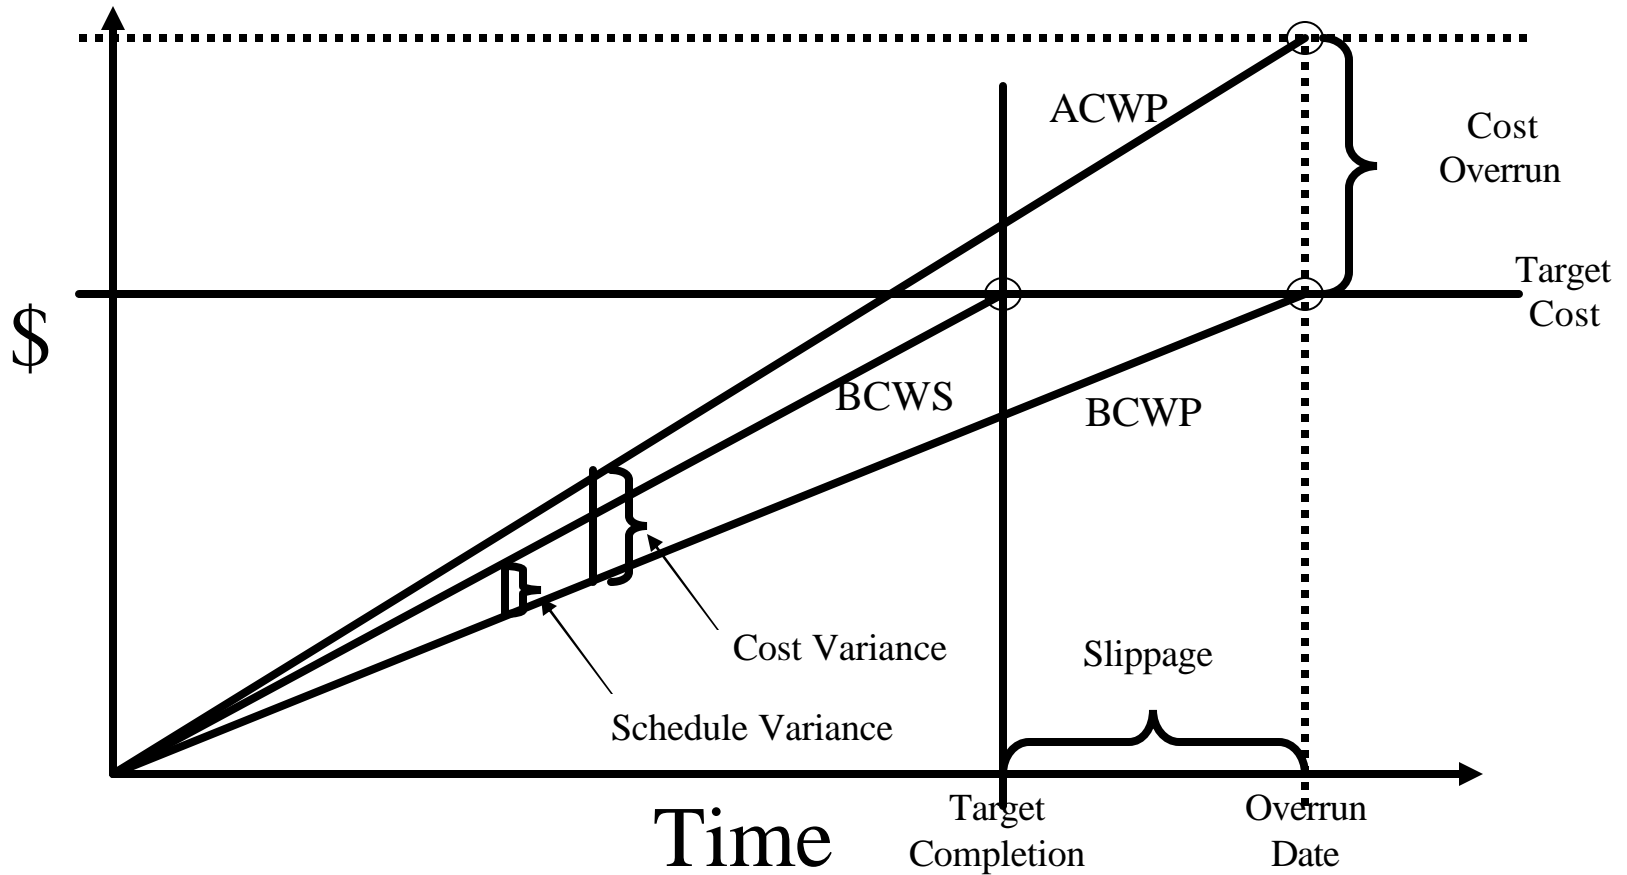 ACWP
Cost
Overrun
Target
Cost
$
BCWS
BCWP
Cost Variance
Slippage
Schedule Variance
Time
Target
Completion
Overrun
Date